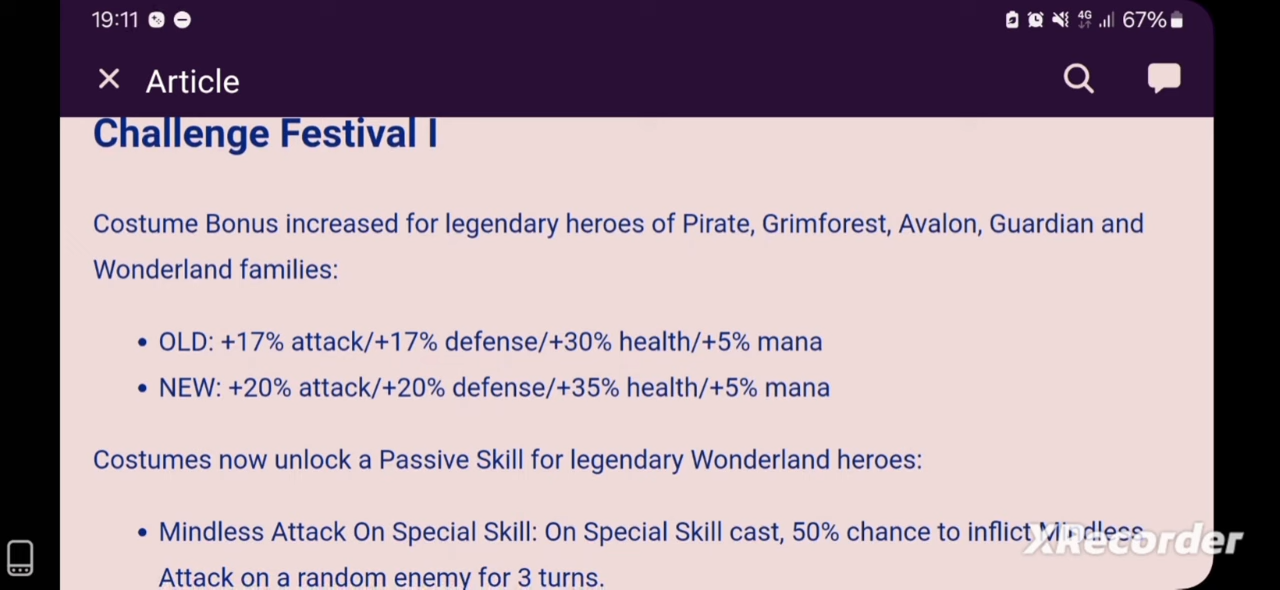 19:11 4G 67%
Article
Challenge Festival I
Costume Bonus increased for legendary heroes of Pirate, Grimforest, Avalon, Guardian and
Wonderland families:
• OLD: +17% attack/+17% defense/+30% health/+5% mana
• NEW: +20% attack/+20% defense/+35% health/+5% mana
Costumes now unlock a Passive Skill for legendary Wonderland heroes:
• Mindless Attack On Special Skill: On Special Skill cast, 50% chance to inflict Mindless
Attack on a random enemy for 3 turns.
XRecorder